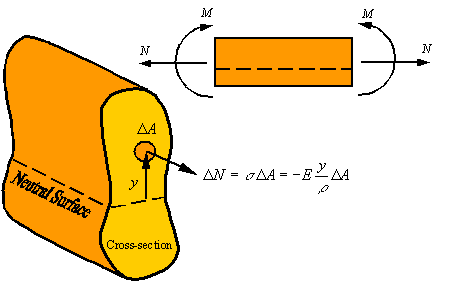 M
M
N
N
ΔA
y
Neutral Surface
Cross-section
ΔN = σΔA = -E y/ρ ΔA